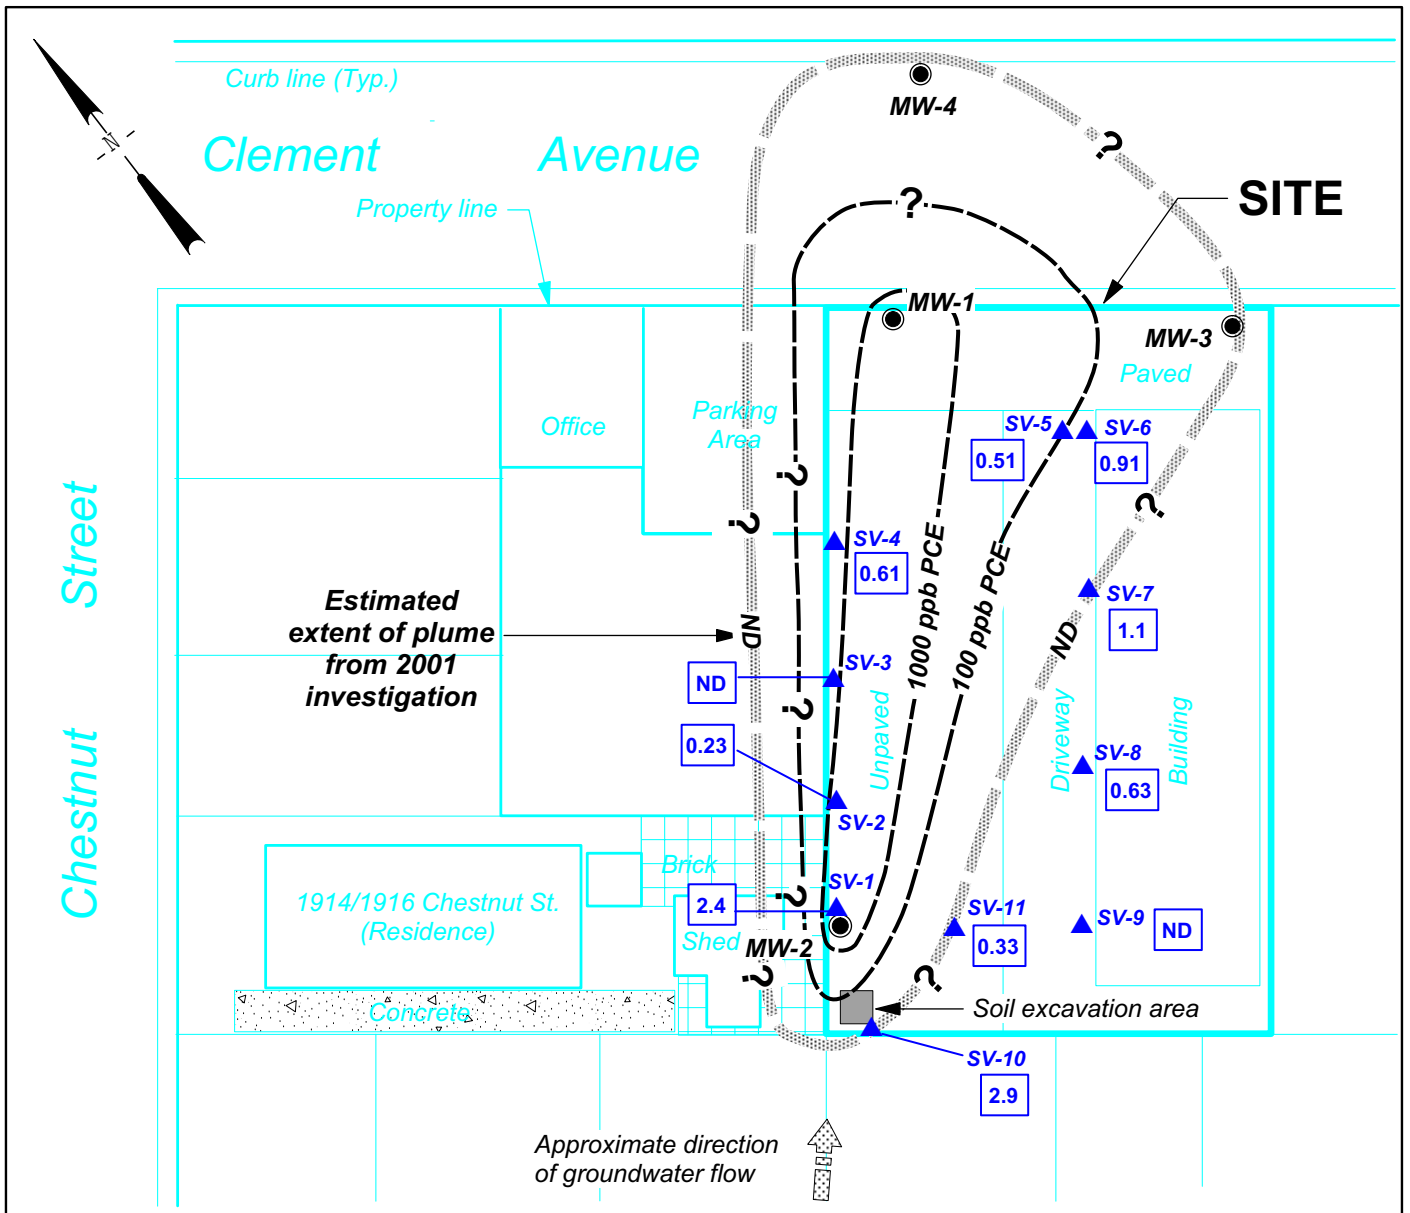 Curb line (Typ.)
MW-4
N
Clement Avenue
?
Property line
?
SITE
MW-1
MW-3
Paved
Office
Parking
Area
SV-5
SV-6
0.51
0.91
?
?
?
SV-4
0.61
1000 ppb PCE
100 ppb PCE
Street
Estimated
extent of plume
from 2001
investigation
ND
SV-7
1.1
ND
SV-3
ND
?
0.23
Unpaved
Driveway
Building
SV-8
0.63
Chestnut
SV-2
Brick
SV-1
2.4
?
1914/1916 Chestnut St.
(Residence)
Shed
MW-2
SV-11
0.33
SV-9
ND
?
?
Concrete
Soil excavation area
SV-10
2.9
Approximate direction
of groundwater flow